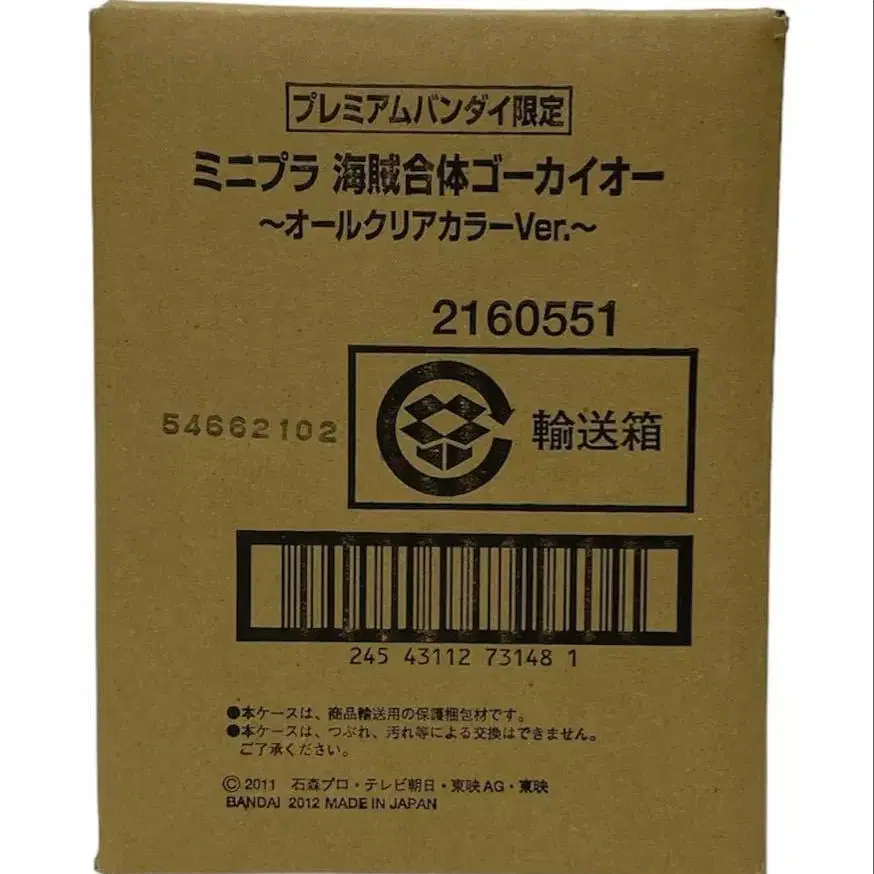 プレミアムバンダイ限定
ミニプラ 海賊合体ゴーカイオー
～オールクリアカラーVer.～
2160551
54662102
輸送箱
245 43112 73148 1
●本ケースは、商品輸送用の保護梱包材です。
●本ケースは、つぶれ、汚れ等による交換はできません。
ご了承ください。
© 2011 石森プロ・テレビ朝日・東映AG・東映
BANDAI 2012 MADE IN JAPAN